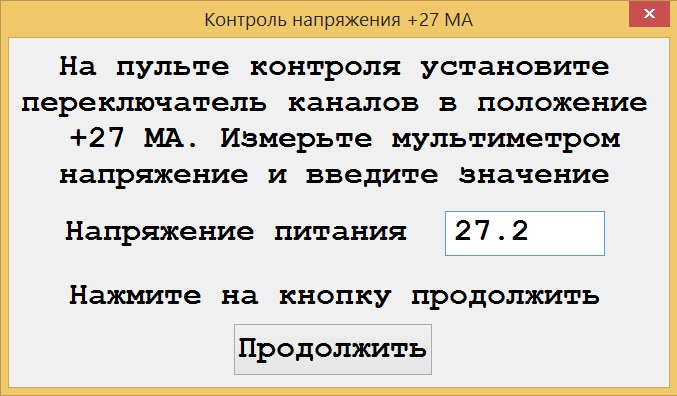 Контроль напряжения +27 МА
На пульте контроля установите
переключатель каналов в положение
+27 МА. Измерьте мультиметром
напряжение и введите значение
Напряжение питания 27.2
Нажмите на кнопку продолжить
Продолжить